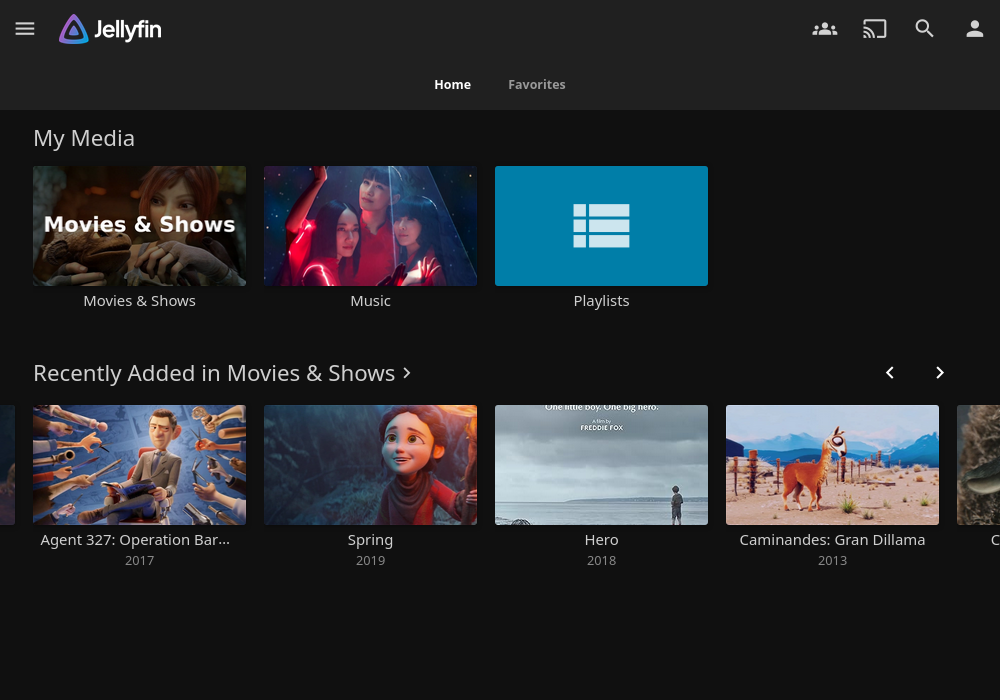 Jellyfin
Home
Favorites
My Media
Movies & Shows
Movies & Shows
Music
Playlists
Recently Added in Movies & Shows
One little boy. One big hero.
A film by
FREDDIE FOX
Agent 327: Operation Bar...
Spring
Hero
Caminandes: Gran Dillama
C
2017
2019
2018
2013